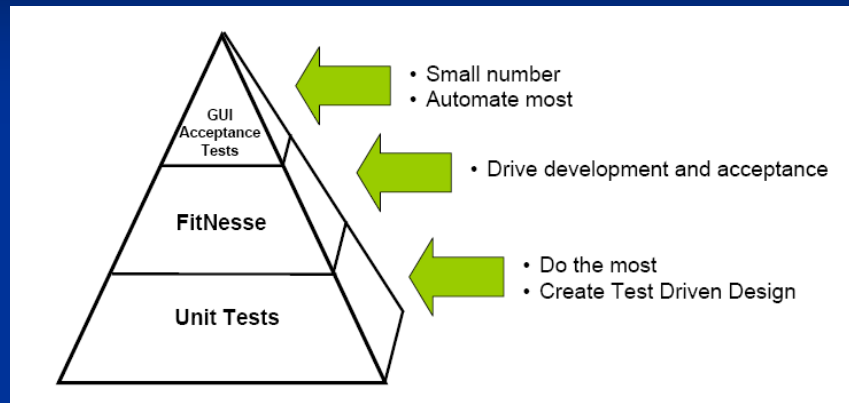 GUI
Acceptance
Tests
• Small number
• Automate most
FitNesse
• Drive development and acceptance
Unit Tests
• Do the most
• Create Test Driven Design